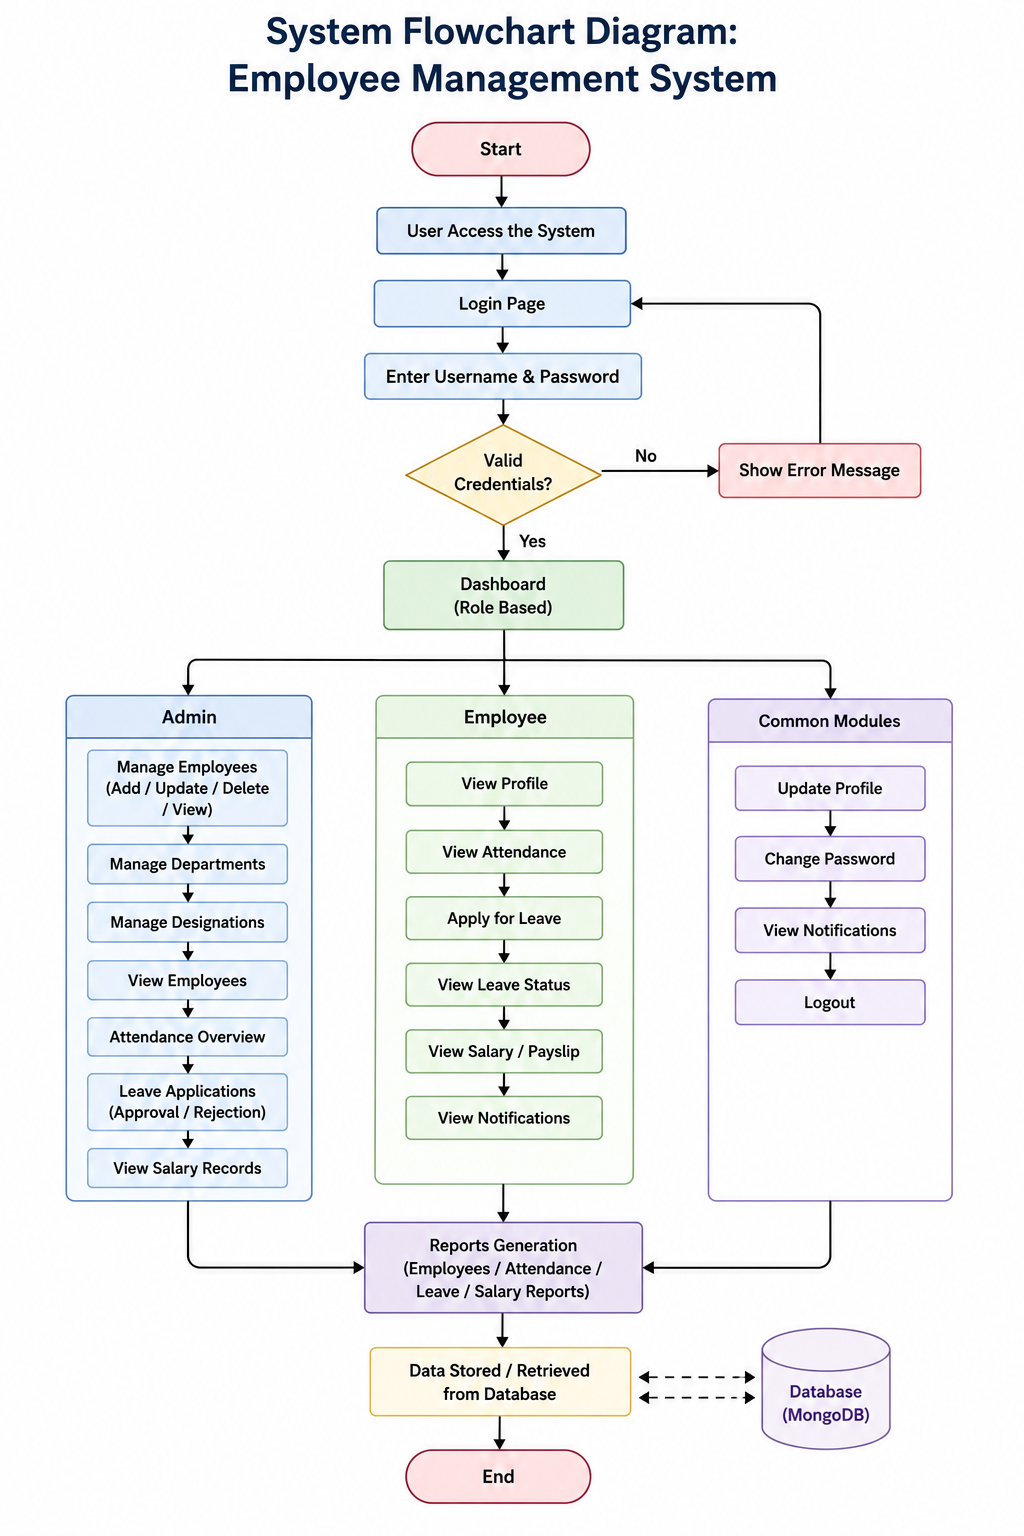 System Flowchart Diagram:
Employee Management System
Start
User Access the System
Login Page
Enter Username & Password
Valid
Credentials?
No
Show Error Message
Yes
Dashboard
(Role Based)
Admin
Manage Employees
(Add / Update / Delete
/ View)
Manage Departments
Manage Designations
View Employees
Attendance Overview
Leave Applications
(Approval / Rejection)
View Salary Records
Employee
View Profile
View Attendance
Apply for Leave
View Leave Status
View Salary / Payslip
View Notifications
Common Modules
Update Profile
Change Password
View Notifications
Logout
Reports Generation
(Employees / Attendance /
Leave / Salary Reports)
Data Stored / Retrieved
from Database
Database
(MongoDB)
End